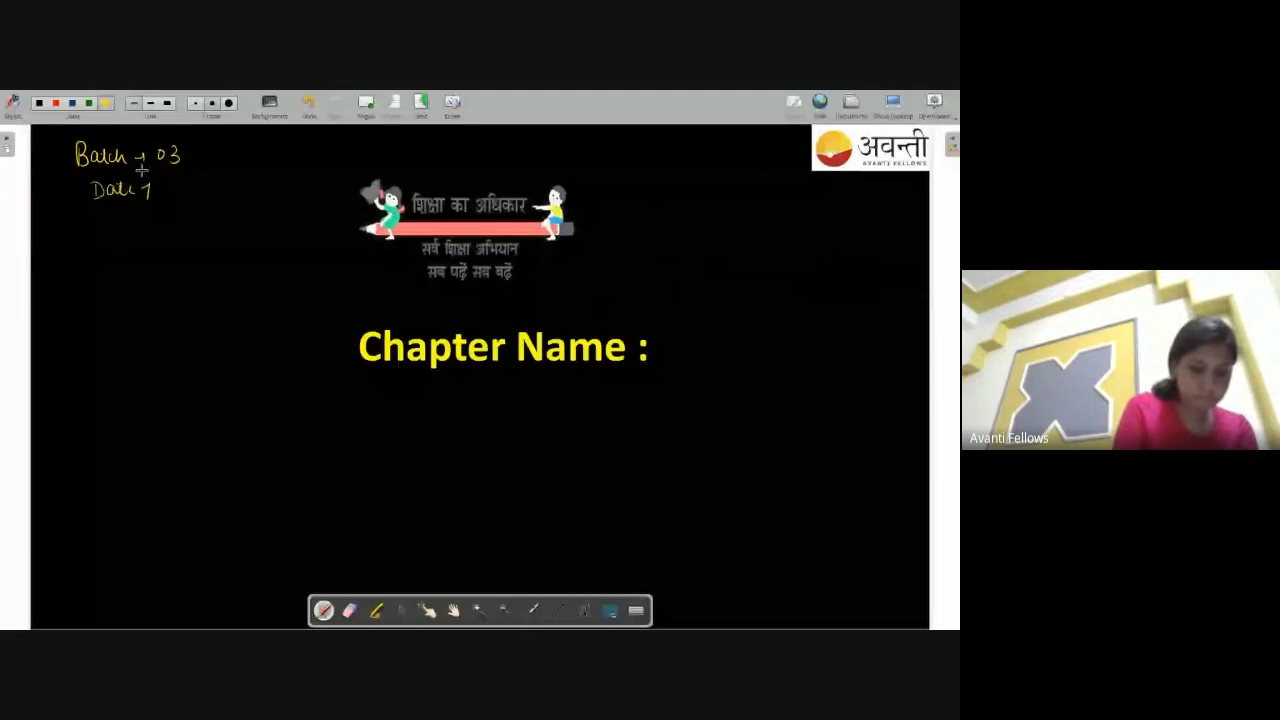 Batch → 03
Date →
अवन्ती
AVANTI FELLOWS
शिक्षा का अधिकार
सर्व शिक्षा अभियान
सब पढ़ें सब बढ़ें
Chapter Name :
Avanti Fellows